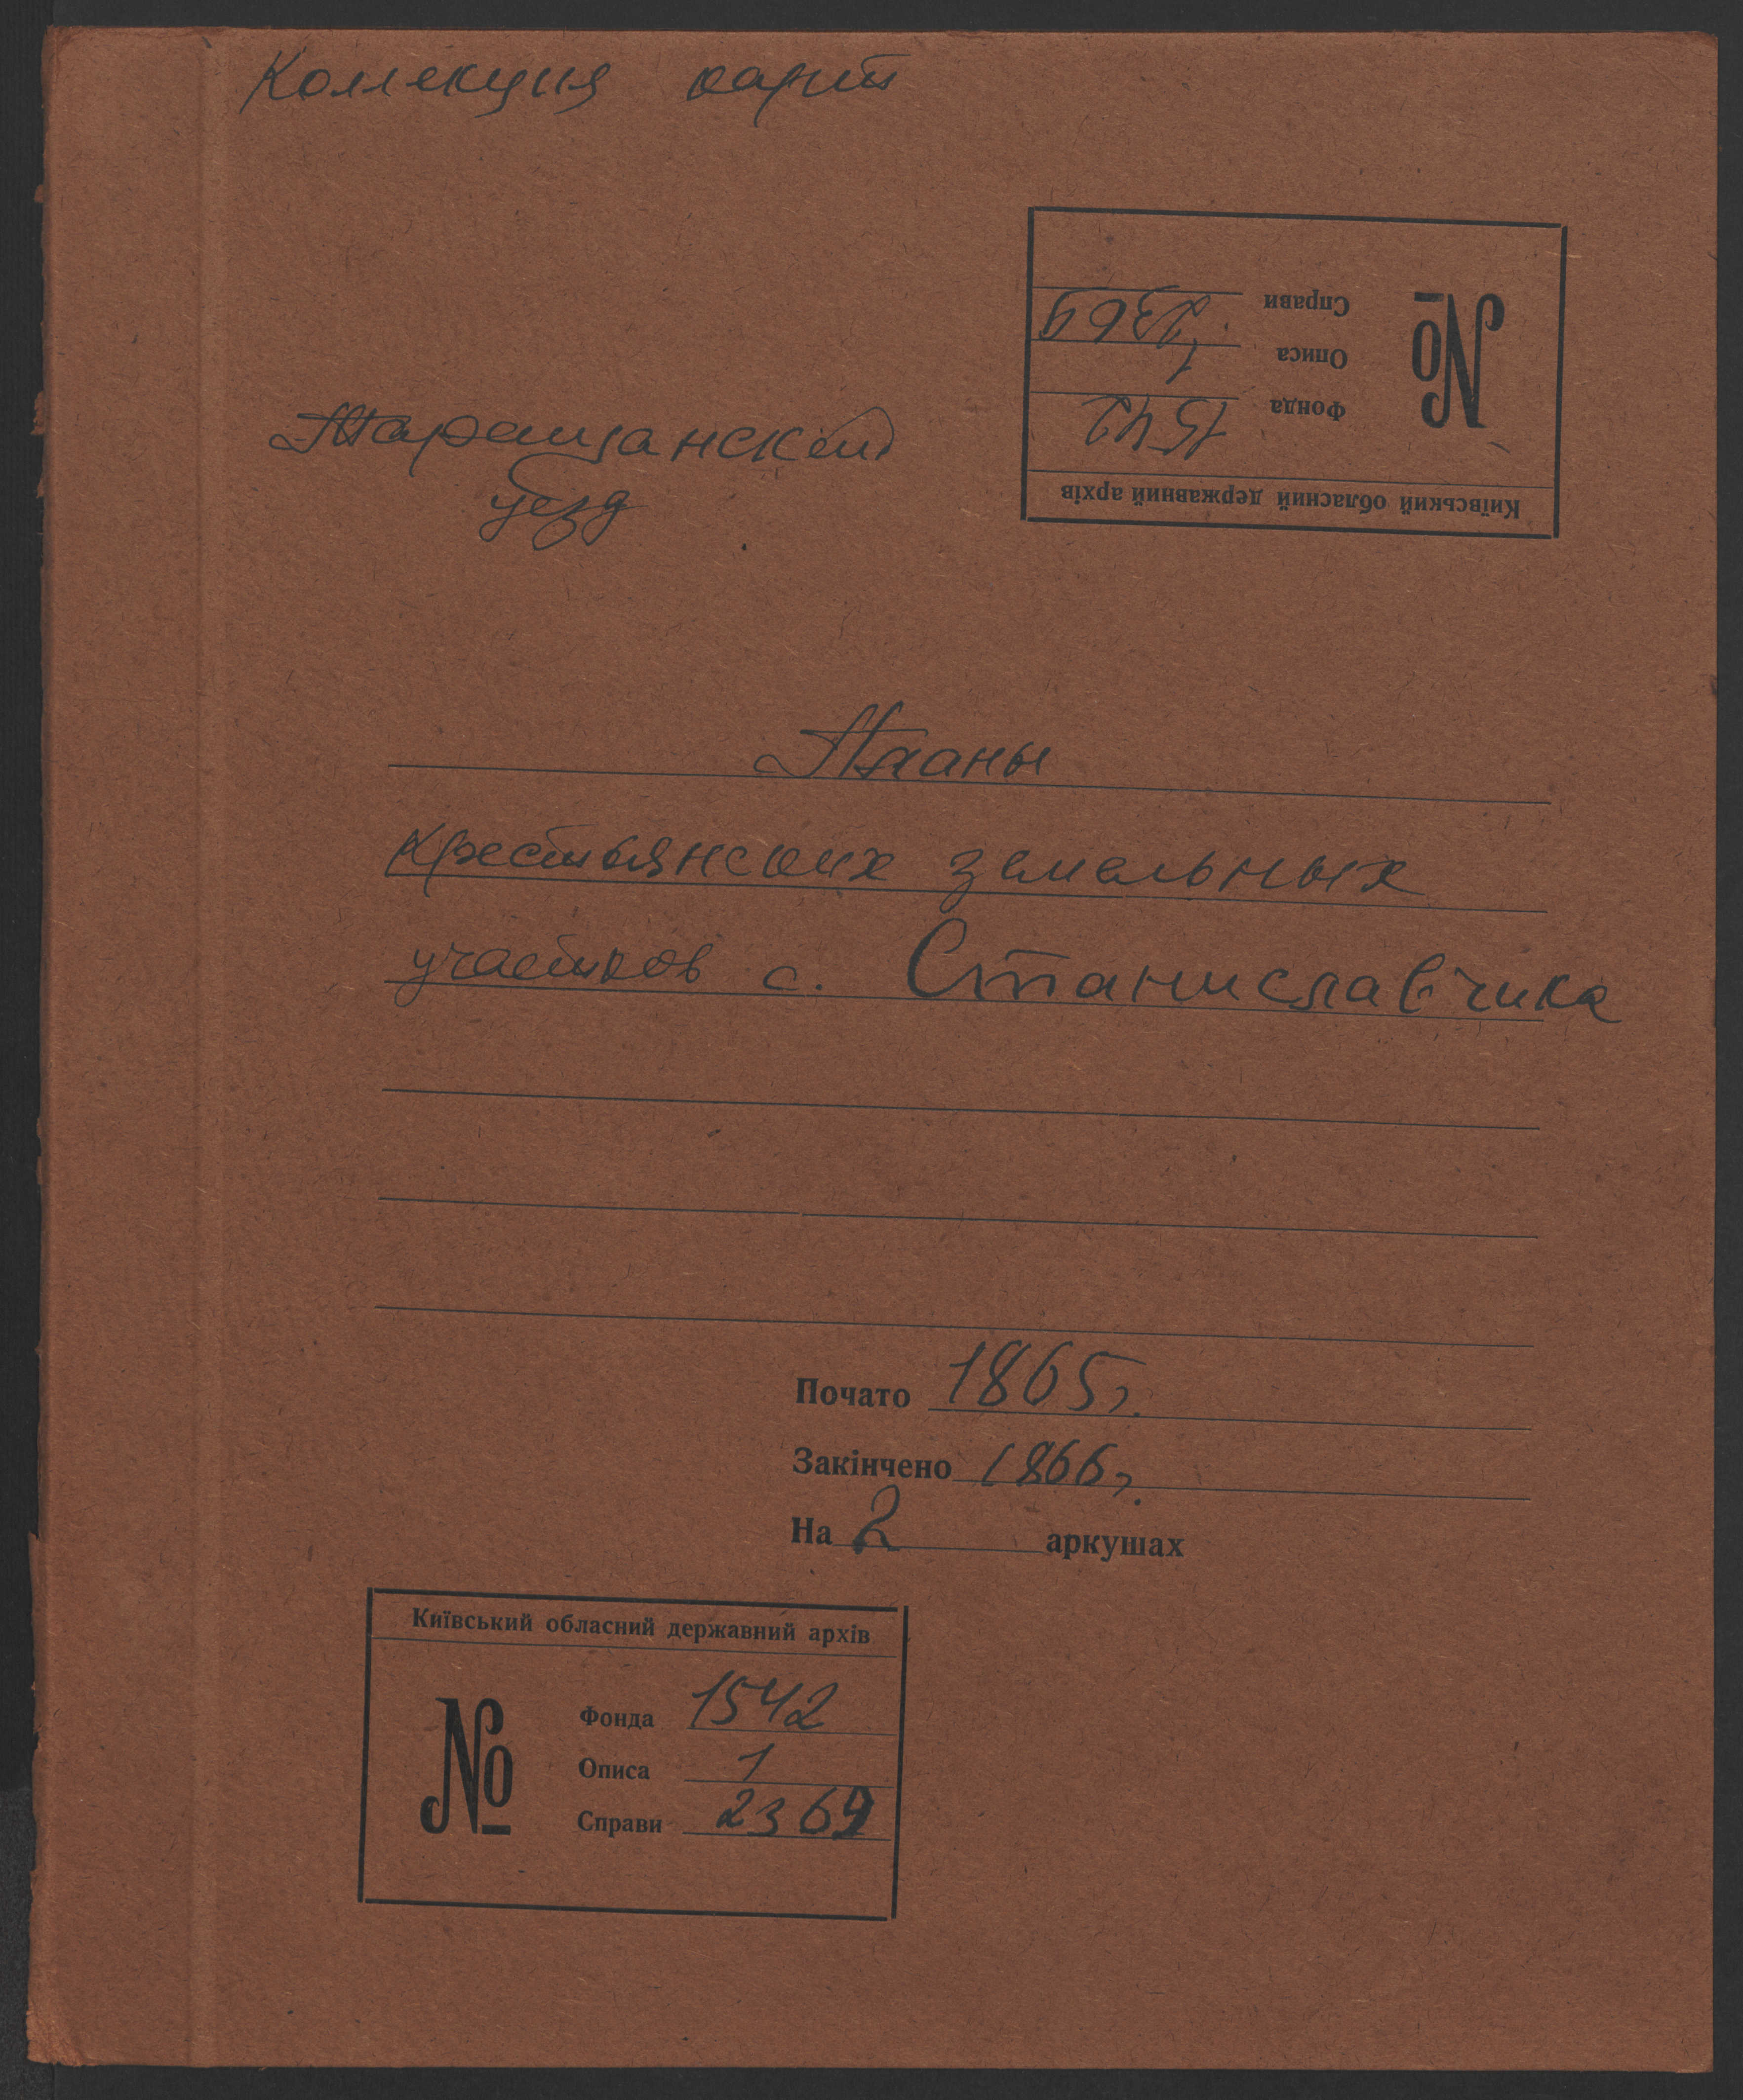 Коллекция карт
Київський обласний державний архів
№
Фонда 1542
Описа 1
Справи 2369
Таращанский
уезд
Планы
крестьянских земельных
участков с. Станиславчика
Почато 1865 г.
Закінчено 1866 г.
На 2 аркушах
Київський обласний державний архів
№
Фонда 1542
Описа 1
Справи 2369